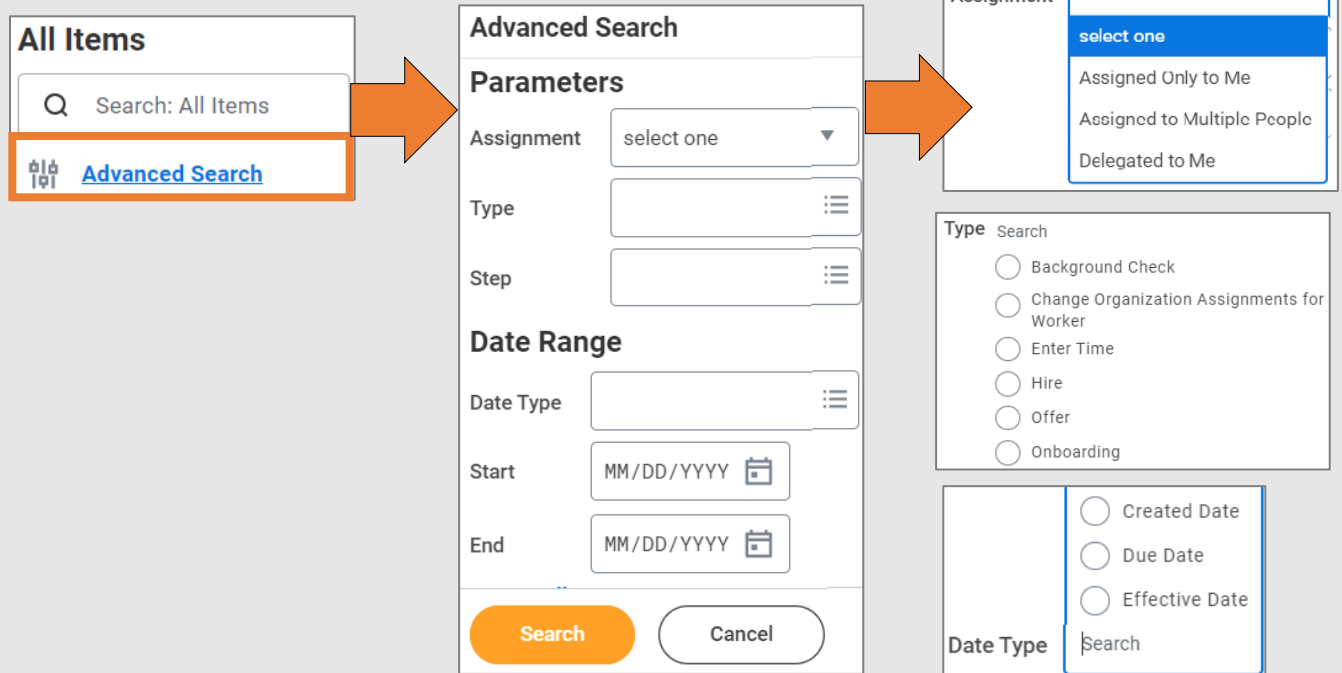 All Items
Search: All Items
Advanced Search
Advanced Search
Parameters
Assignment select one
Type
Step
Date Range
Date Type
Start MM/DD/YYYY
End MM/DD/YYYY
Search Cancel
Assignment
select one
Assigned Only to Me
Assigned to Multiple People
Delegated to Me
Type Search
Background Check
Change Organization Assignments for
Worker
Enter Time
Hire
Offer
Onboarding
Created Date
Due Date
Effective Date
Date Type Search